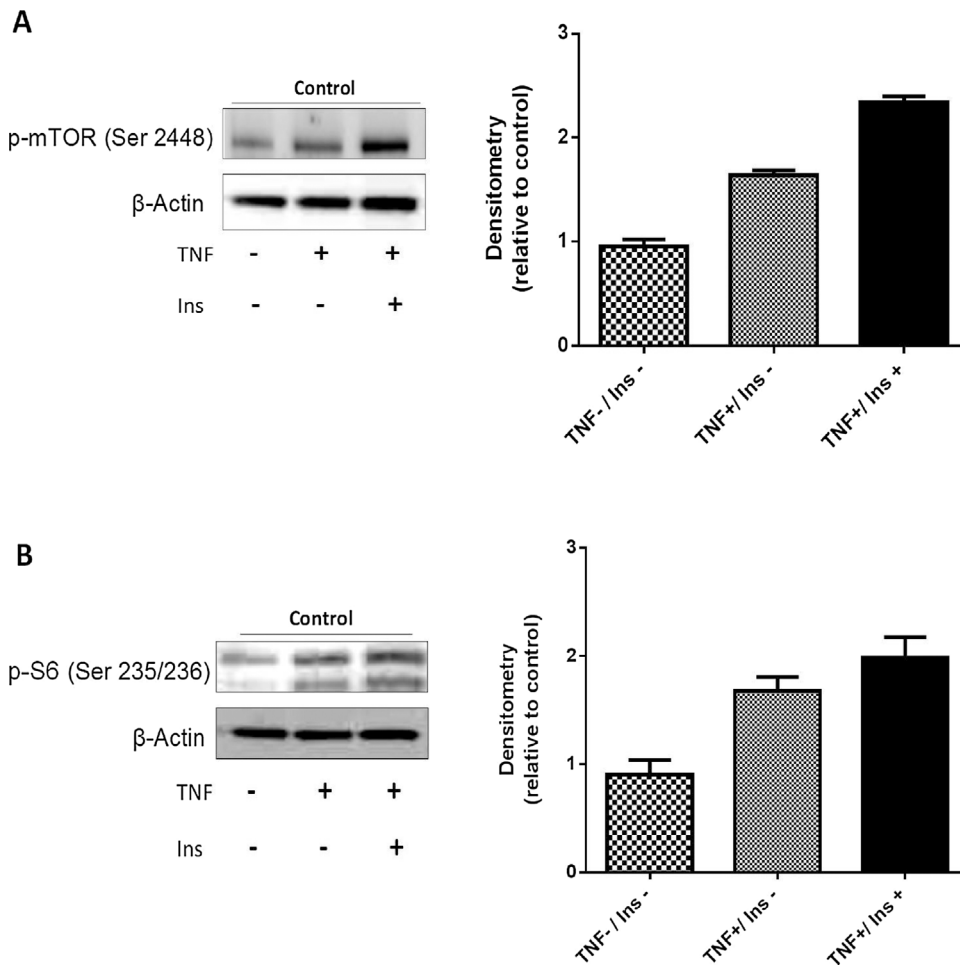 A
Control
p-mTOR (Ser 2448)
β-Actin
TNF - + +
Ins - - +
Densitometry
(relative to control)
3
2
1
0
TNF- / Ins -
TNF+/ Ins -
TNF+/ Ins +
B
Control
p-S6 (Ser 235/236)
β-Actin
TNF - + +
Ins - - +
Densitometry
(relative to control)
3
2
1
0
TNF- / Ins -
TNF+/ Ins -
TNF+/ Ins +